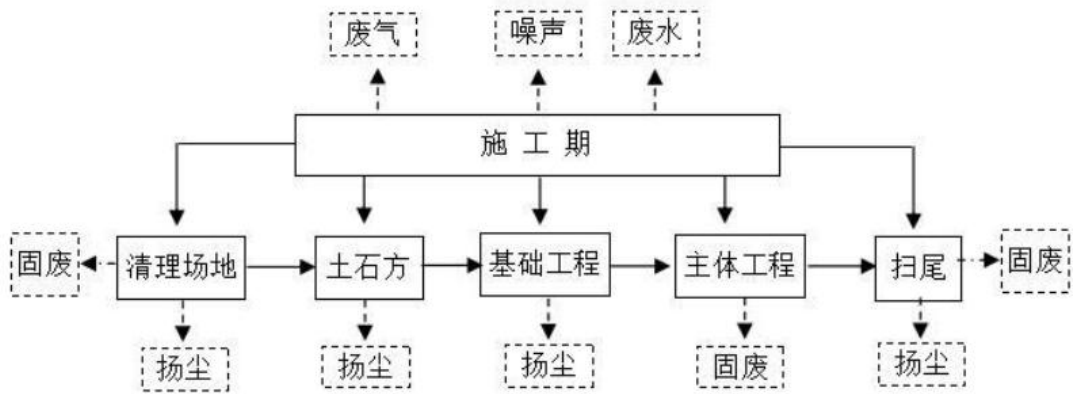 废气 噪声 废水
施工期
固废 清理场地 土石方 基础工程 主体工程 扫尾 固废
扬尘 扬尘 扬尘 固废 扬尘